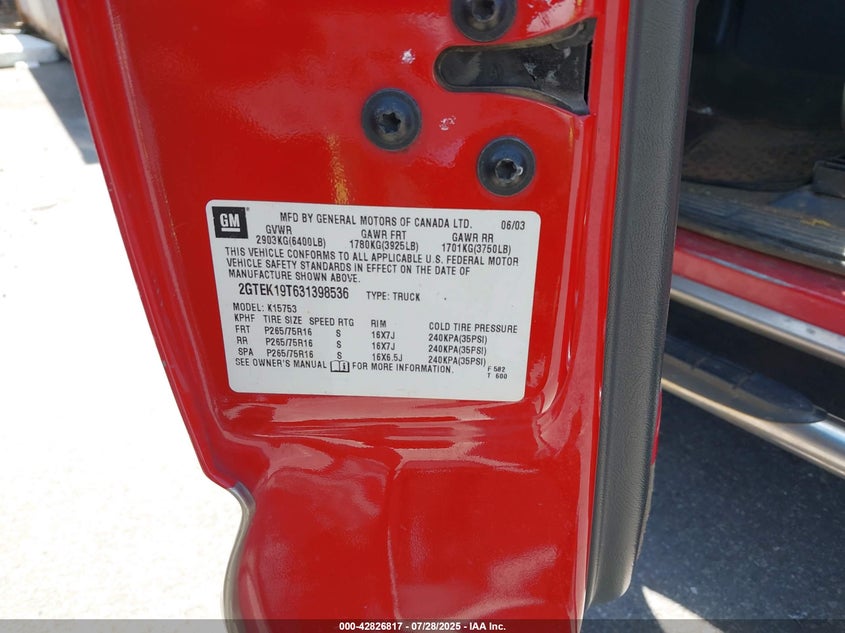 GM
MFD BY GENERAL MOTORS OF CANADA LTD. 06/03
GVWR GAWR FRT GAWR RR
2903KG(6400LB) 1780KG(3925LB) 1701KG(3750LB)
THIS VEHICLE CONFORMS TO ALL APPLICABLE U.S. FEDERAL MOTOR
VEHICLE SAFETY STANDARDS IN EFFECT ON THE DATE OF
MANUFACTURE SHOWN ABOVE.
2GTEK19T631398536 TYPE: TRUCK
MODEL: K15753
KPHF TIRE SIZE SPEED RTG RIM COLD TIRE PRESSURE
FRT P265/75R16 S 16X7J 240KPA(35PSI)
RR P265/75R16 S 16X7J 240KPA(35PSI)
SPA P265/75R16 S 16X6.5J 240KPA(35PSI)
SEE OWNER'S MANUAL FOR MORE INFORMATION.
F 582
T 600
000-42826817 - 07/28/2025 - IAA Inc.